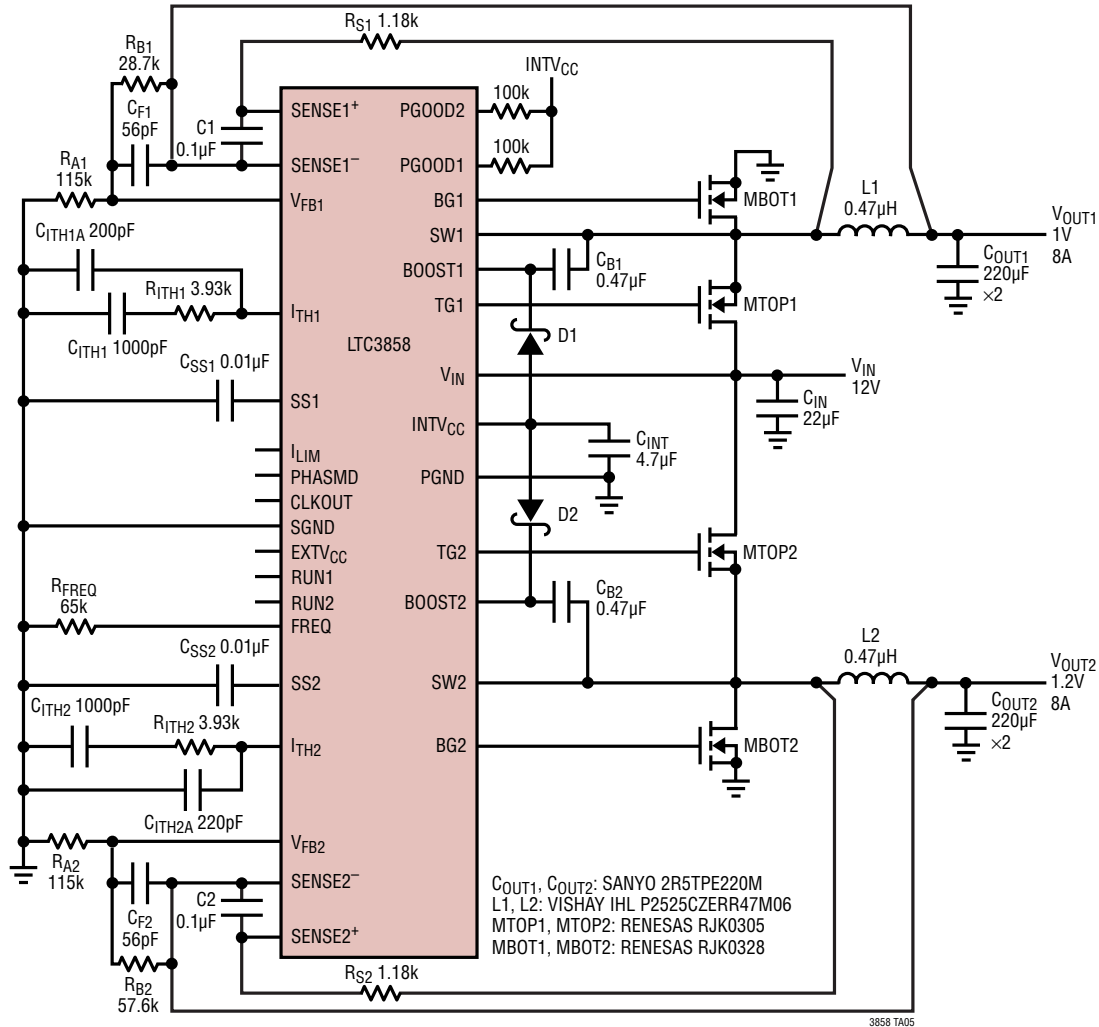 RS1 1.18k
RB1
28.7k
INTVCC
CF1
56pF
C1
0.1µF
SENSE1+
PGOOD2
100k
RA1
115k
SENSE1–
PGOOD1
100k
VFB1
BG1
MBOT1
L1
0.47µH
VOUT1
1V
8A
CITH1A 200pF
SW1
BOOST1
CB1
0.47µF
COUT1
220µF
×2
RITH1 3.93k
ITH1
TG1
MTOP1
CITH1 1000pF
LTC3858
D1
CSS1 0.01µF
VIN
VIN
12V
SS1
CIN
22µF
INTVCC
ILIM
CINT
4.7µF
PHASMD
PGND
CLKOUT
D2
SGND
EXTVCC
TG2
MTOP2
RUN1
RFREQ
65k
RUN2
BOOST2
CB2
0.47µF
FREQ
CSS2 0.01µF
L2
0.47µH
SS2
SW2
VOUT2
1.2V
8A
CITH2 1000pF
RITH2 3.93k
COUT2
220µF
×2
ITH2
BG2
MBOT2
CITH2A 220pF
VFB2
RA2
115k
SENSE2–
C2
0.1µF
CF2
56pF
SENSE2+
COUT1, COUT2: SANYO 2R5TPE220M
L1, L2: VISHAY IHL P2525CZERR47M06
MTOP1, MTOP2: RENESAS RJK0305
MBOT1, MBOT2: RENESAS RJK0328
RB2
57.6k
RS2 1.18k
3858 TA05